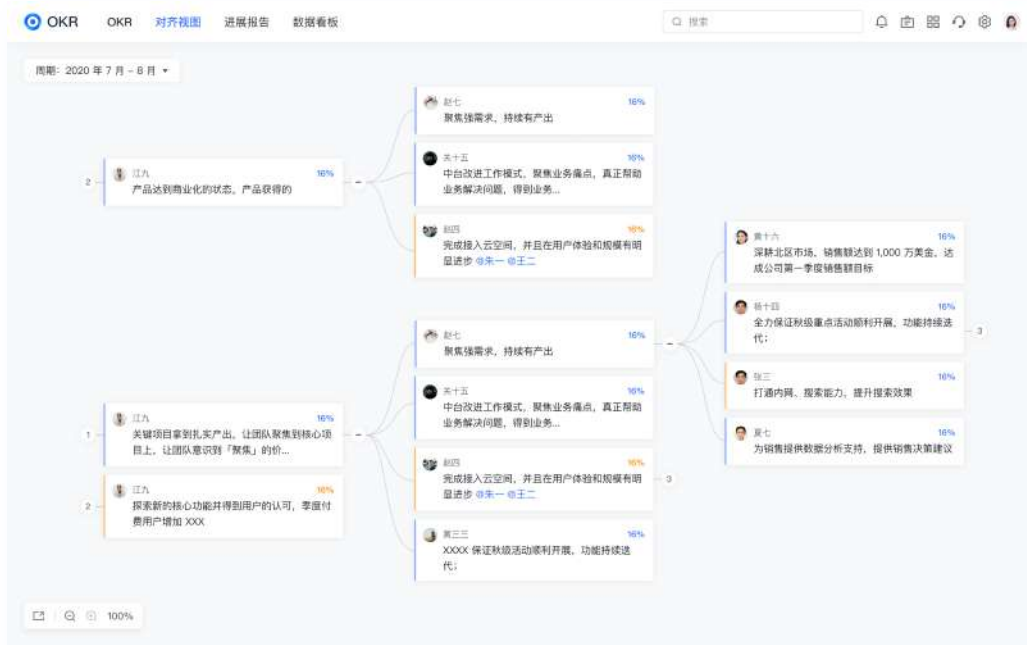 OKR
OKR 对齐视图 进展报告 数据看板
搜索
周期: 2020 年 7 月 – 8 月
2
江九 16%
产品达到商业化的状态, 产品获得的
赵七 16%
聚焦强需求, 持续有产出
关十五 16%
中台改进工作模式, 聚焦业务痛点, 真正帮助
业务解决问题, 得到业务...
赵四 16%
完成接入云空间, 并且在用户体验和规模有明
显进步 @朱一 @王二
1
江九 16%
关键项目拿到扎实产出, 让团队聚焦到核心项
目上, 让团队意识到「聚焦」的价...
2
江九 16%
探索新的核心功能并得到用户的认可, 季度付
费用户增加 XXX
赵七 16%
聚焦强需求, 持续有产出
关十五 16%
中台改进工作模式, 聚焦业务痛点, 真正帮助
业务解决问题, 得到业务...
赵四 16%
完成接入云空间, 并且在用户体验和规模有明
显进步 @朱一 @王二
3
黄三三 16%
XXXX 保证秋级活动顺利开展, 功能持续迭
代;
黄十六 16%
深耕北区市场, 销售额达到 1,000 万美金, 达
成公司第一季度销售额目标
杨十四 16%
全力保证秋级重点活动顺利开展, 功能持续迭
代;
3
张三 16%
打通内网、搜索能力, 提升搜索效果
夏七 16%
为销售提供数据分析支持, 提供销售决策建议
100%